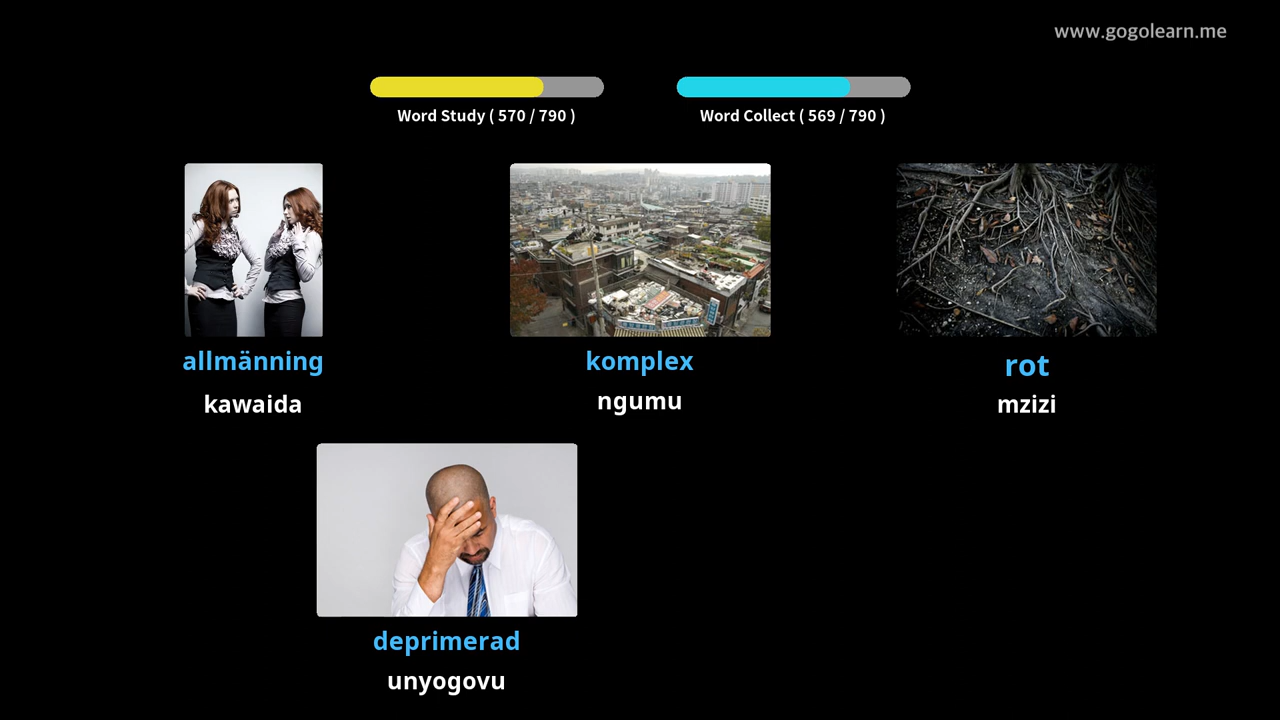 www.gogolearn.me
Word Study ( 570 / 790 )
Word Collect ( 569 / 790 )
allmänning
kawaida
komplex
ngumu
rot
mzizi
deprimerad
unyogovu